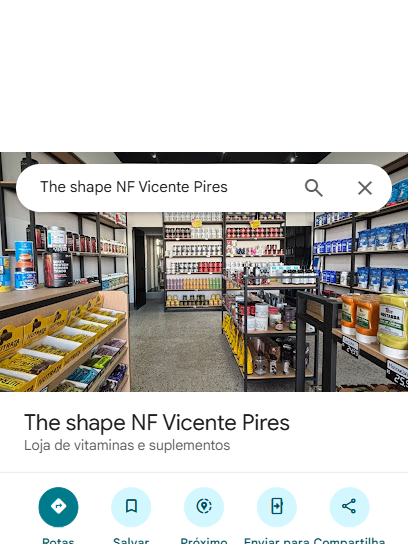 The shape NF Vicente Pires
MOSTARDA
The shape NF Vicente Pires
Loja de vitaminas e suplementos
Rotas
Salvar
Próximo
Enviar para
Compartilha